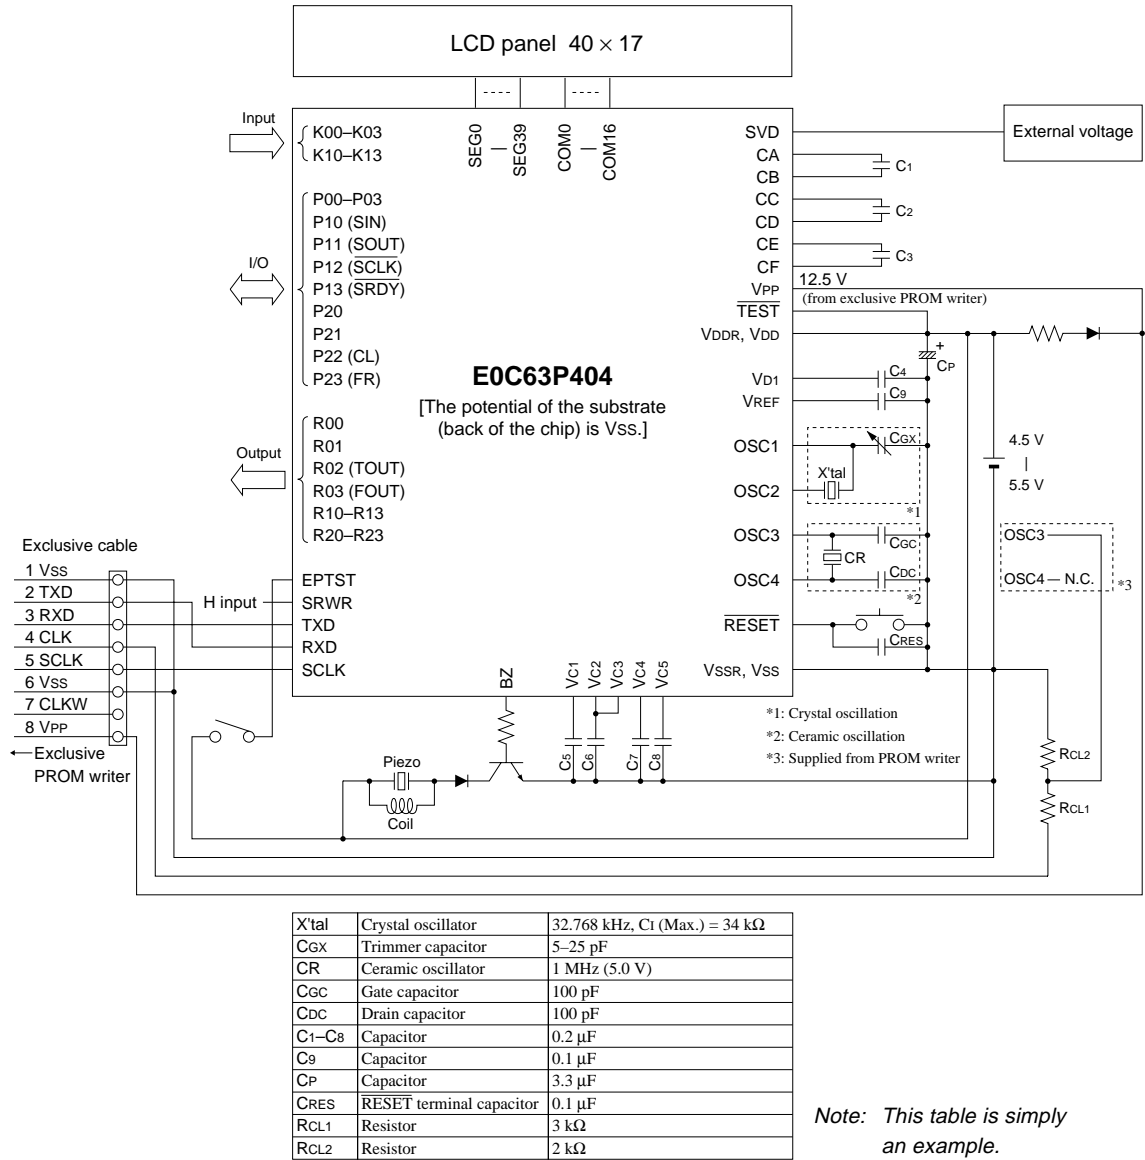 LCD panel 40 × 17
Input
K00–K03
K10–K13
SEG0
—
SEG39
COM0
—
COM16
I/O
P00–P03
P10 (SIN)
P11 (SOUT)
P12 (SCLK)
P13 (SRDY)
P20
P21
P22 (CL)
P23 (FR)
Output
R00
R01
R02 (TOUT)
R03 (FOUT)
R10–R13
R20–R23
E0C63P404
[The potential of the substrate
(back of the chip) is VSS.]
SVD
External voltage
CA
C1
CB
CC
C2
CD
CE
C3
CF
VPP
12.5 V
(from exclusive PROM writer)
TEST
VDDR, VDD
+
CP
VD1
C4
VREF
C9
OSC1
CGX
X'tal
OSC2
*1
OSC3
CGC
CR
OSC4
CDC
*2
4.5 V
|
5.5 V
OSC3
OSC4 — N.C.
*3
RESET
CRES
VSSR, VSS
Exclusive cable
1 VSS
2 TXD
3 RXD
4 CLK
5 SCLK
6 VSS
7 CLKW
8 VPP
Exclusive
PROM writer
EPTST
H input
SRWR
TXD
RXD
SCLK
BZ
VC1
VC2
VC3
VC4
VC5
C5
C6
C7
C8
Piezo
Coil
*1: Crystal oscillation
*2: Ceramic oscillation
*3: Supplied from PROM writer
RCL2
RCL1
X'tal Crystal oscillator 32.768 kHz, CI (Max.) = 34 kΩ
CGX Trimmer capacitor 5–25 pF
CR Ceramic oscillator 1 MHz (5.0 V)
CGC Gate capacitor 100 pF
CDC Drain capacitor 100 pF
C1–C8 Capacitor 0.2 µF
C9 Capacitor 0.1 µF
CP Capacitor 3.3 µF
CRES RESET terminal capacitor 0.1 µF
RCL1 Resistor 3 kΩ
RCL2 Resistor 2 kΩ
Note: This table is simply
an example.